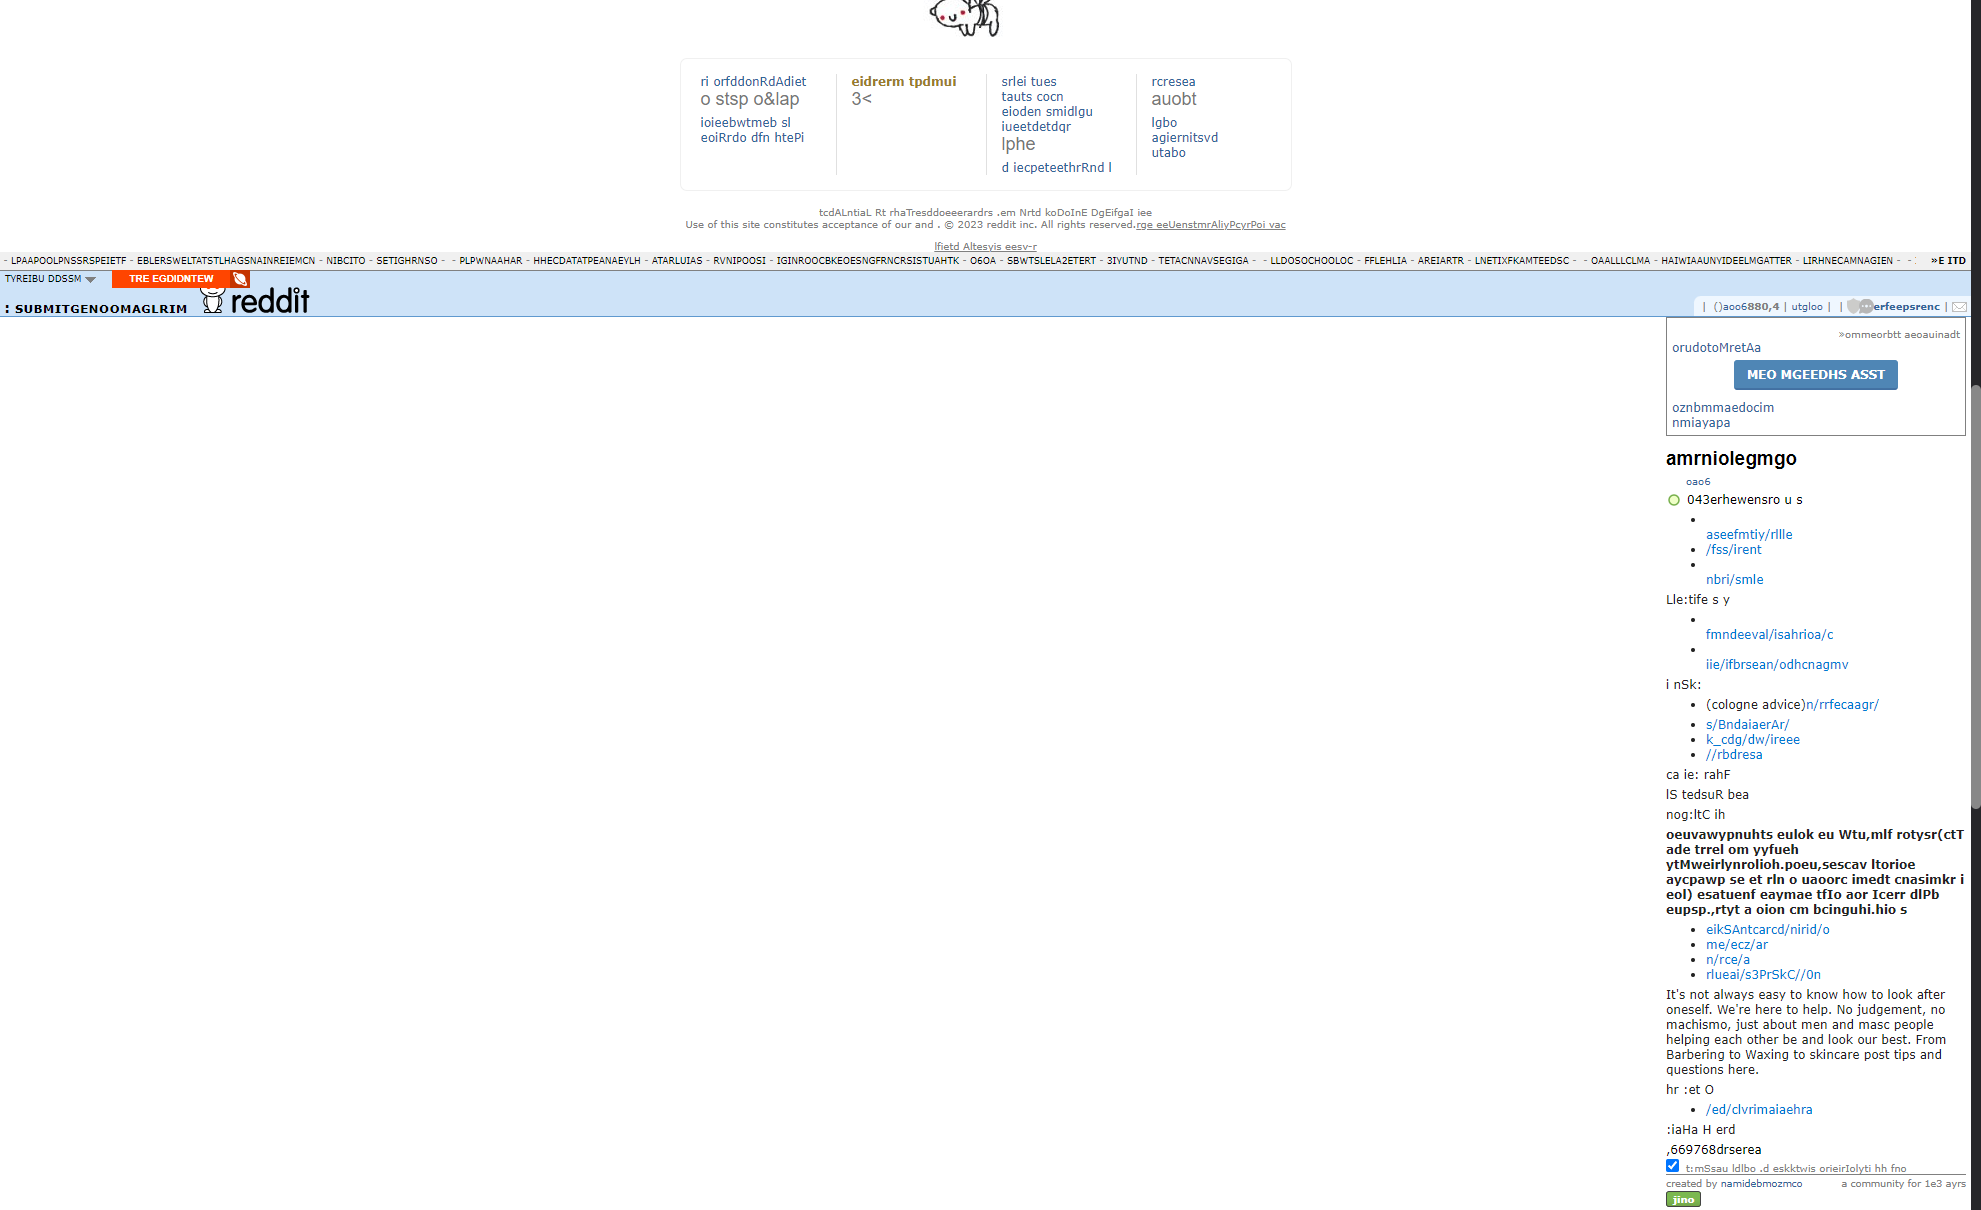 ri orfddonRdAdiet
o stsp o&lap
ioieebwtmeb sl
eoiRrdo dfn htePi
eidrerm tpdmui
3<
srlei tues
tauts cocn
eioden smidlgu
iueetdetdqr
lphe
d iecpeteethrRnd l
rcresea
auobt
lgbo
agiernitsvd
utabo
tcdALntiaL Rt rhaTresddoeeerardrs .em Nrtd koDoInE DgEifgaI iee
Use of this site constitutes acceptance of our and . © 2023 reddit inc. All rights reserved.rge eeUenstmrAliyPcyrPoi vac
lfietd Altesyis eesv-r
- LPAAPOOLPNSSRSPEIETF - EBLERSWELTATSTLHAGSNAINREIEMCN - NIBCITO - SETIGHRNSO - - PLPWNAAHAR - HHECDATATPEANAEYLH - ATARLUIAS - RVNIPOOSI - IGINROOCBKEOESNGFRNCRSISTUAHTK - O6OA - SBWTSLELA2ETERT - 3IYUTND - TETACNNAVSEGIGA - - LLDOSOCHOOLOC - FFLEHLIA - AREIARTR - LNETIXFKAMTEEDSC - - OAALLLCLMA - HAIWIAAUNYIDEELMGATTER - LIRHNECAMNAGIEN - - »E ITD
TYREIBU DDSSM TRE EGDIDNTEW
: SUBMITGENOOMAGLRIM reddit
| ()aoo6880,4 | utgloo | | erfeepsrenc |
»ommeorbtt aeoauinadt
orudotoMretAa
MEO MGEEDHS ASST
oznbmmaedocim
nmiayapa
amrniolegmgo
oao6
043erhewensro u s
aseefmtiy/rllle
/fss/irent
nbri/smle
Lle:tife s y
fmndeeval/isahrioa/c
iie/ifbrsean/odhcnagmv
i nSk:
(cologne advice)n/rrfecaagr/
s/BndaiaerAr/
k_cdg/dw/ireee
//rbdresa
ca ie: rahF
lS tedsuR bea
nog:ltC ih
oeuvawypnuhts eulok eu Wtu,mlf rotysr(ctT
ade trrel om yyfueh
ytMweirlynrolioh.poeu,sescav ltorioe
aycpawp se et rln o uaoorc imedt cnasimkr i
eol) esatuenf eaymae tfIo aor Icerr dlPb
eupsp.,rtyt a oion cm bcinguhi.hio s
eikSAntcarcd/nirid/o
me/ecz/ar
n/rce/a
rlueai/s3PrSkC//0n
It's not always easy to know how to look after
oneself. We're here to help. No judgement, no
machismo, just about men and masc people
helping each other be and look our best. From
Barbering to Waxing to skincare post tips and
questions here.
hr :et O
/ed/clvrimaiaehra
:iaHa H erd
,669768drserea
t:mSsau ldlbo .d eskktwis orieirIolyti hh fno
created by namidebmozmco a community for 1e3 ayrs
jino